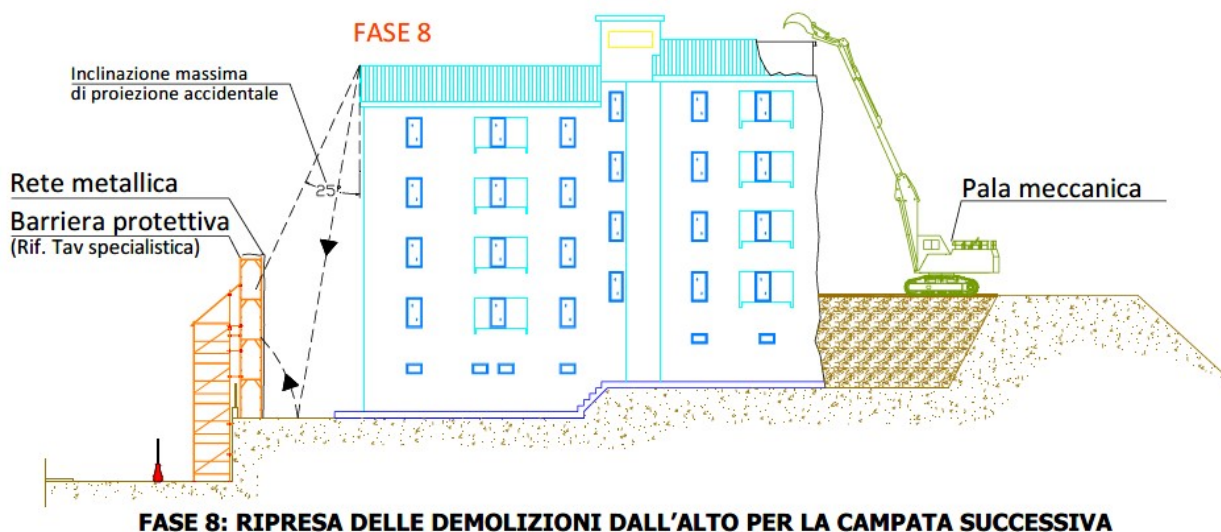 FASE 8
Inclinazione massima
di proiezione accidentale
25°
Rete metallica
Barriera protettiva
(Rif. Tav specialistica)
Pala meccanica
FASE 8: RIPRESA DELLE DEMOLIZIONI DALL'ALTO PER LA CAMPATA SUCCESSIVA